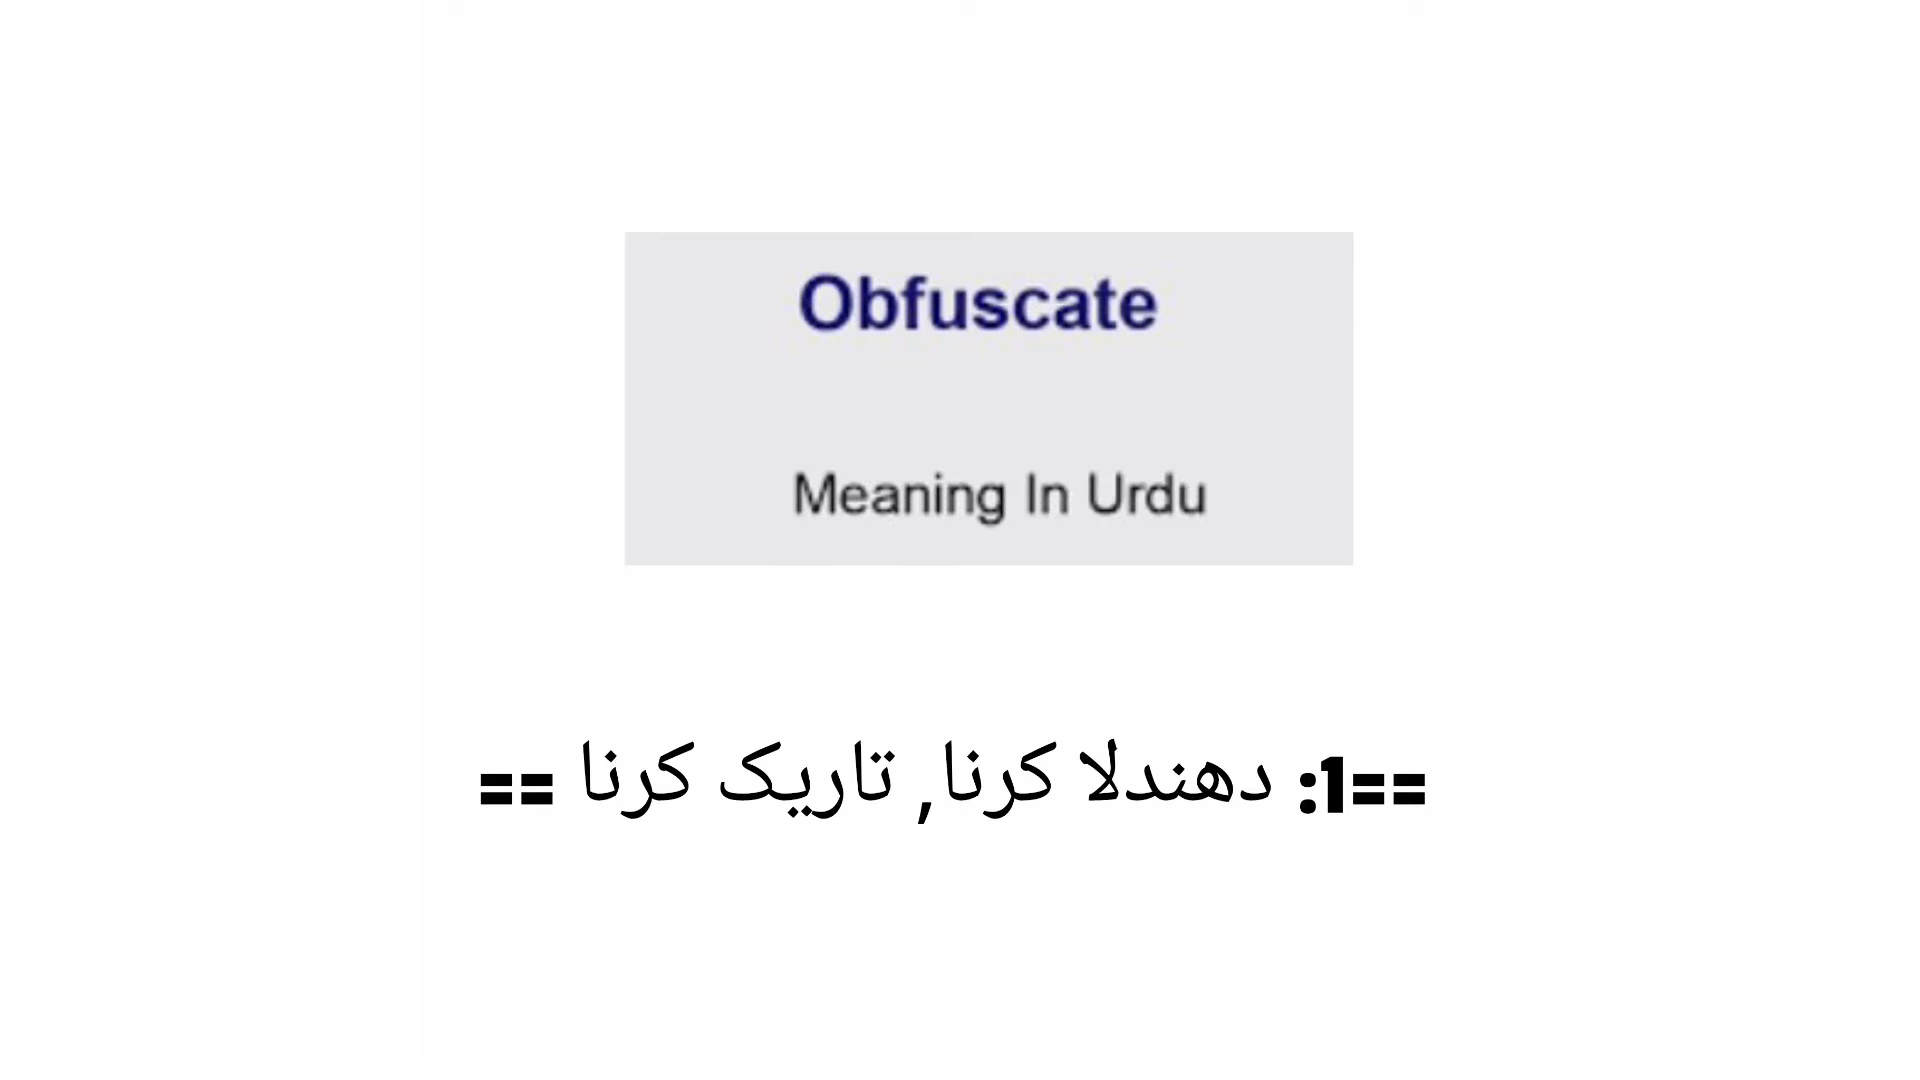 Obfuscate
Meaning In Urdu
==1: دھندلا کرنا, تاریک کرنا ==